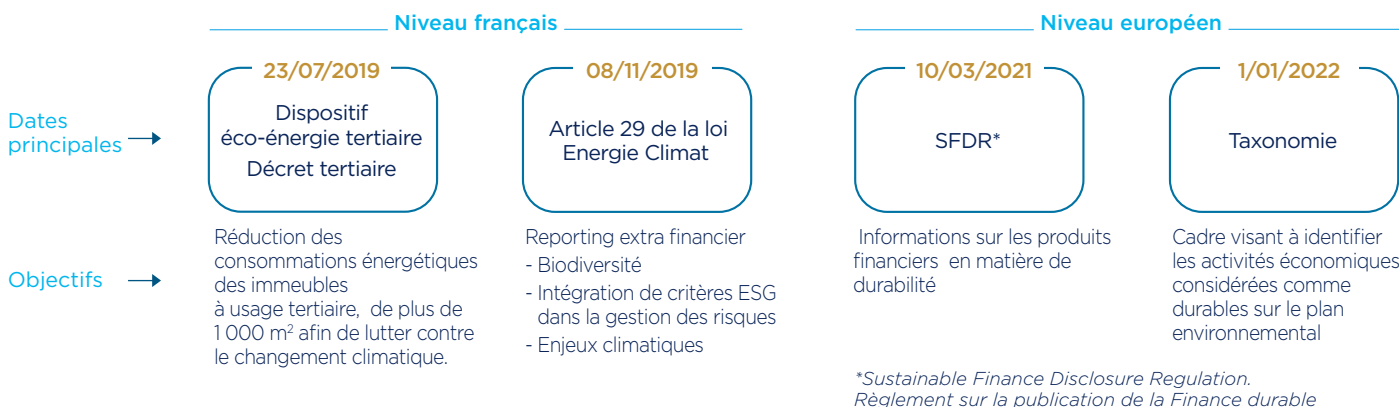 Niveau français
Niveau européen
Dates
principales
23/07/2019
Dispositif
éco-énergie tertiaire
Décret tertiaire
08/11/2019
Article 29 de la loi
Energie Climat
10/03/2021
SFDR*
1/01/2022
Taxonomie
Objectifs
Réduction des
consommations énergétiques
des immeubles
à usage tertiaire, de plus de
1 000 m² afin de lutter contre
le changement climatique.
Reporting extra financier
- Biodiversité
- Intégration de critères ESG
dans la gestion des risques
- Enjeux climatiques
Informations sur les produits
financiers en matière de
durabilité
Cadre visant à identifier
les activités économiques
considérées comme
durables sur le plan
environnemental
*Sustainable Finance Disclosure Regulation.
Règlement sur la publication de la Finance durable